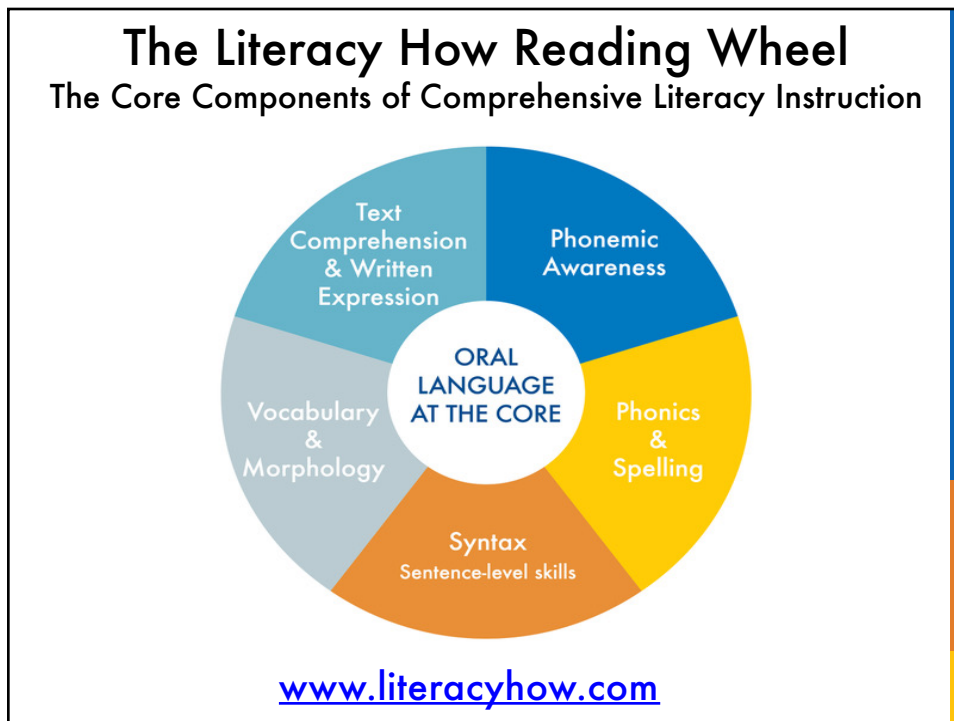 The Literacy How Reading Wheel
The Core Components of Comprehensive Literacy Instruction
Text
Comprehension
& Written
Expression
Phonemic
Awareness
ORAL
LANGUAGE
AT THE CORE
Vocabulary
&
Morphology
Phonics
&
Spelling
Syntax
Sentence-level skills
www.literacyhow.com